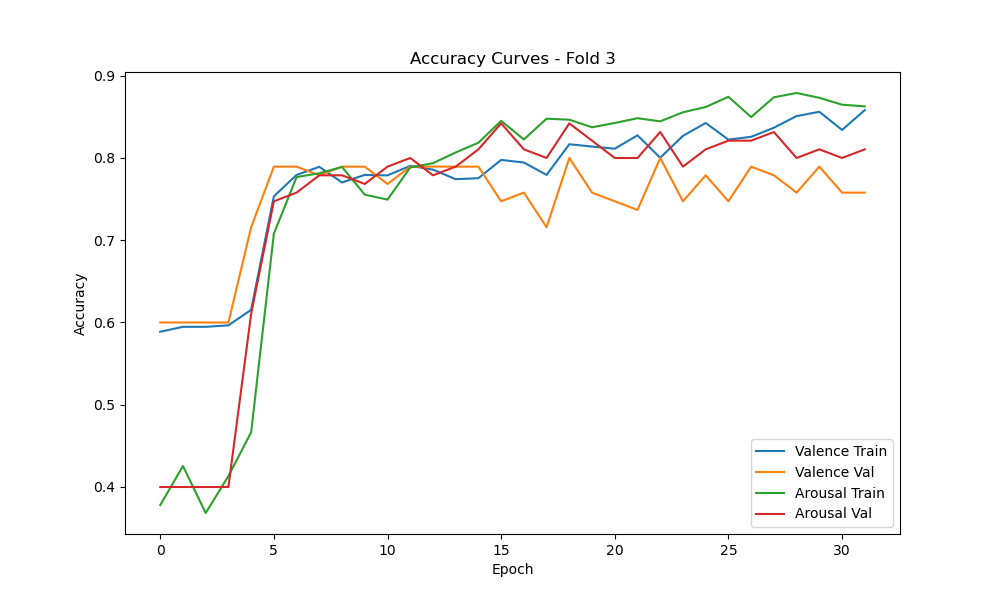 Accuracy Curves - Fold 3
0.9
0.8
0.7
0.6
0.5
0.4
Accuracy
0 5 10 15 20 25 30
Epoch
Valence Train
Valence Val
Arousal Train
Arousal Val